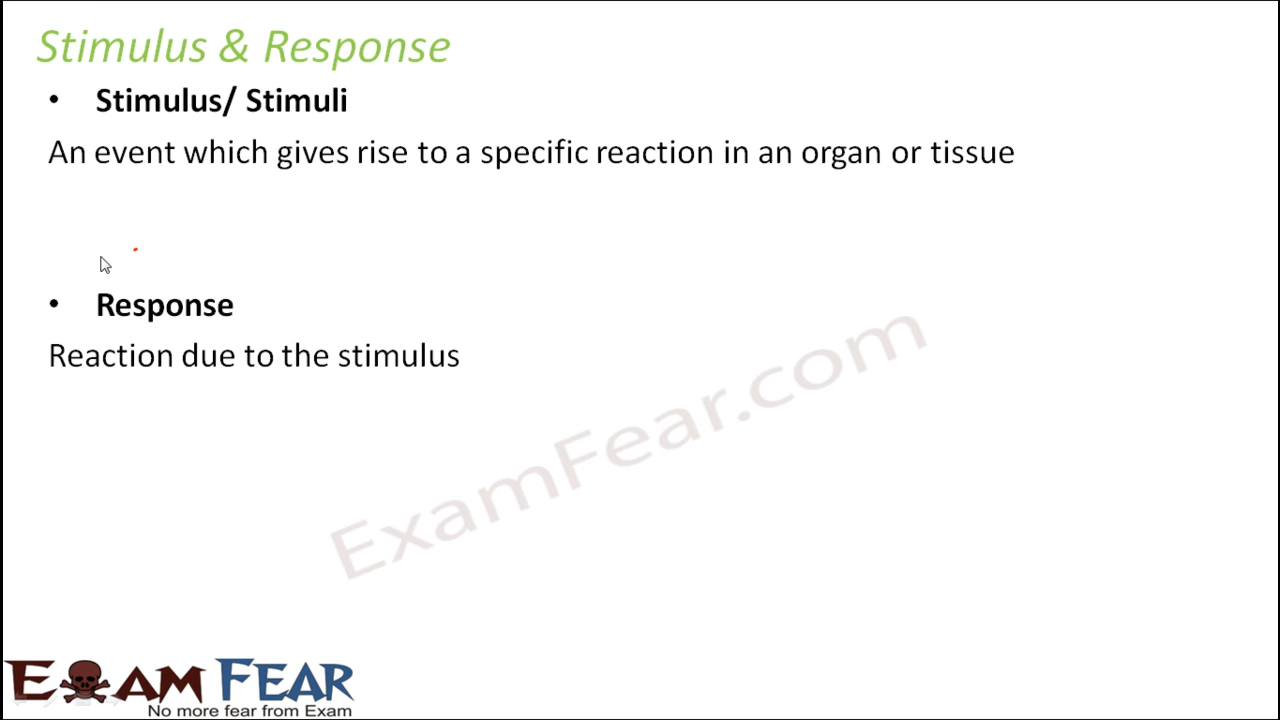 Stimulus & Response
• Stimulus/ Stimuli
An event which gives rise to a specific reaction in an organ or tissue
• Response
Reaction due to the stimulus
ExamFear.com
EXAM FEAR
No more fear from Exam